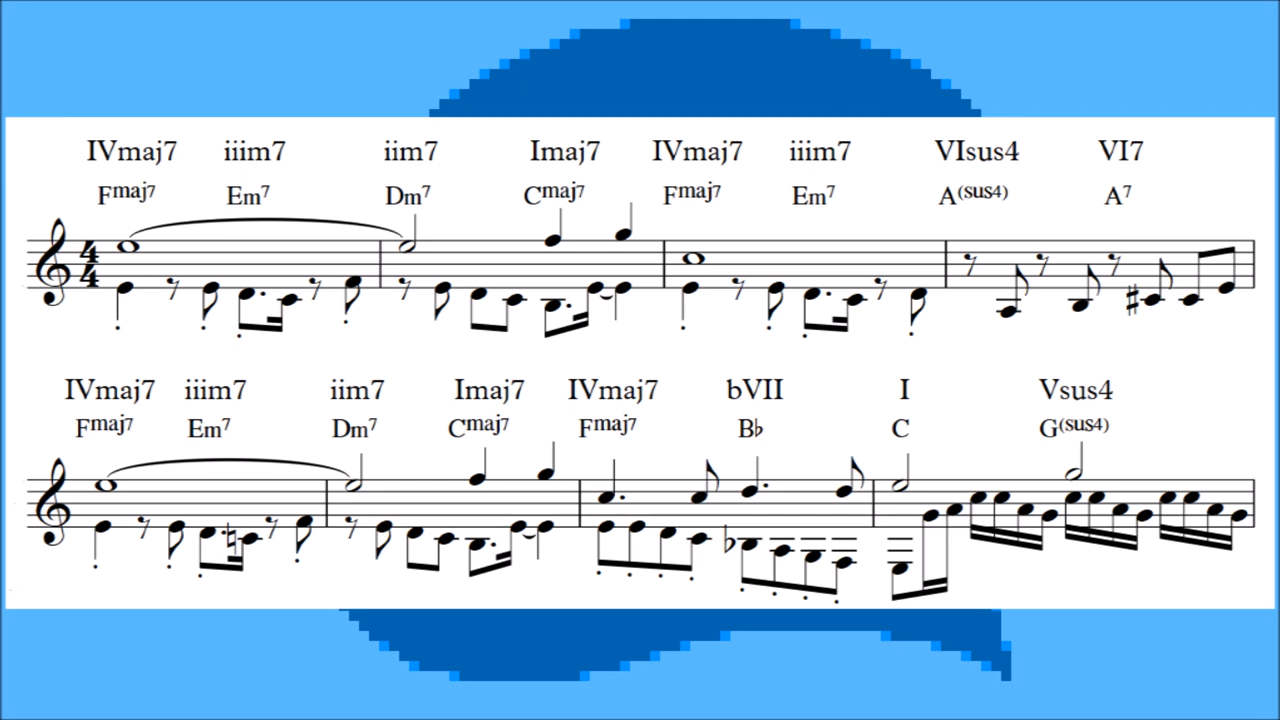 IVmaj7 iiim7 iim7 Imaj7 IVmaj7 iiim7 VIsus4 VI7
Fmaj7 Em7 Dm7 Cmaj7 Fmaj7 Em7 A(sus4) A7
4
4
IVmaj7 iiim7 iim7 Imaj7 IVmaj7 bVII I Vsus4
Fmaj7 Em7 Dm7 Cmaj7 Fmaj7 B♭ C G(sus4)